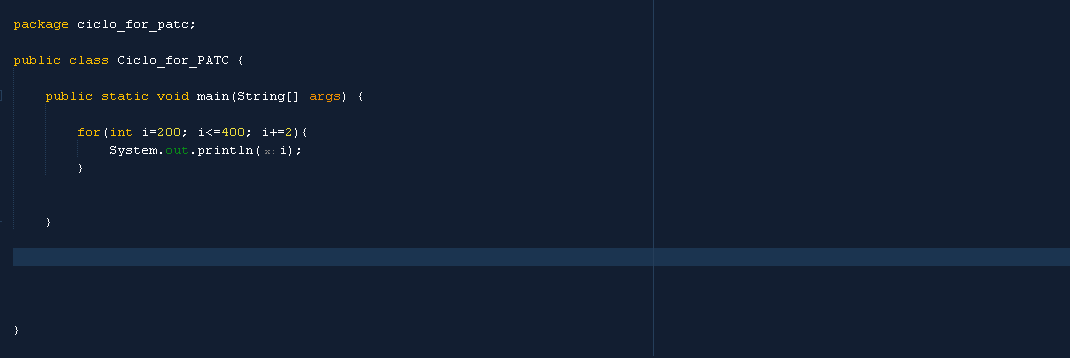 package ciclo_for_patc;
public class Ciclo_for_PATC {
public static void main(String[] args) {
for(int i=200; i<=400; i+=2){
System.out.println(x: i);
}
}
}